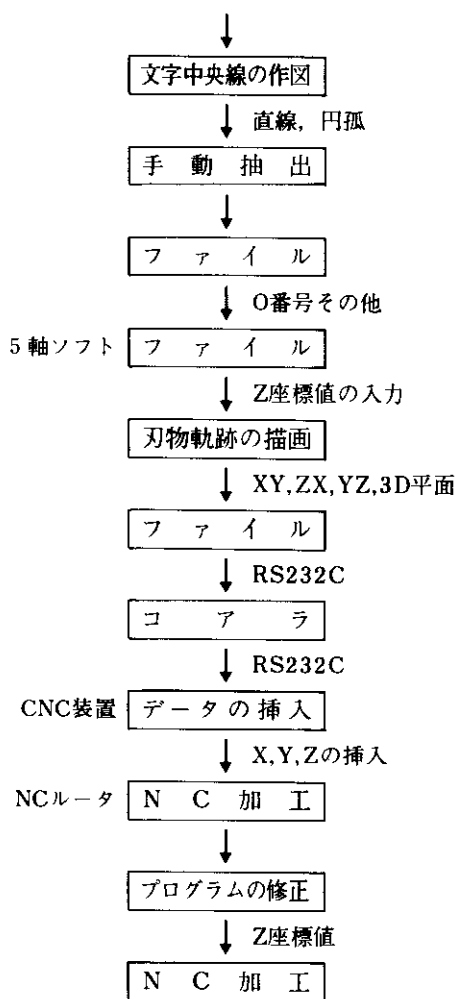 文字中央線の作図
直線，円孤
手動抽出
ファイル
O番号その他
5軸ソフト ファイル
Z座標値の入力
刃物軌跡の描画
XY,ZX,YZ,3D平面
ファイル
RS232C
コアラ
RS232C
CNC装置 データの挿入
X,Y,Zの挿入
NCルータ NC加工
プログラムの修正
Z座標値
NC加工